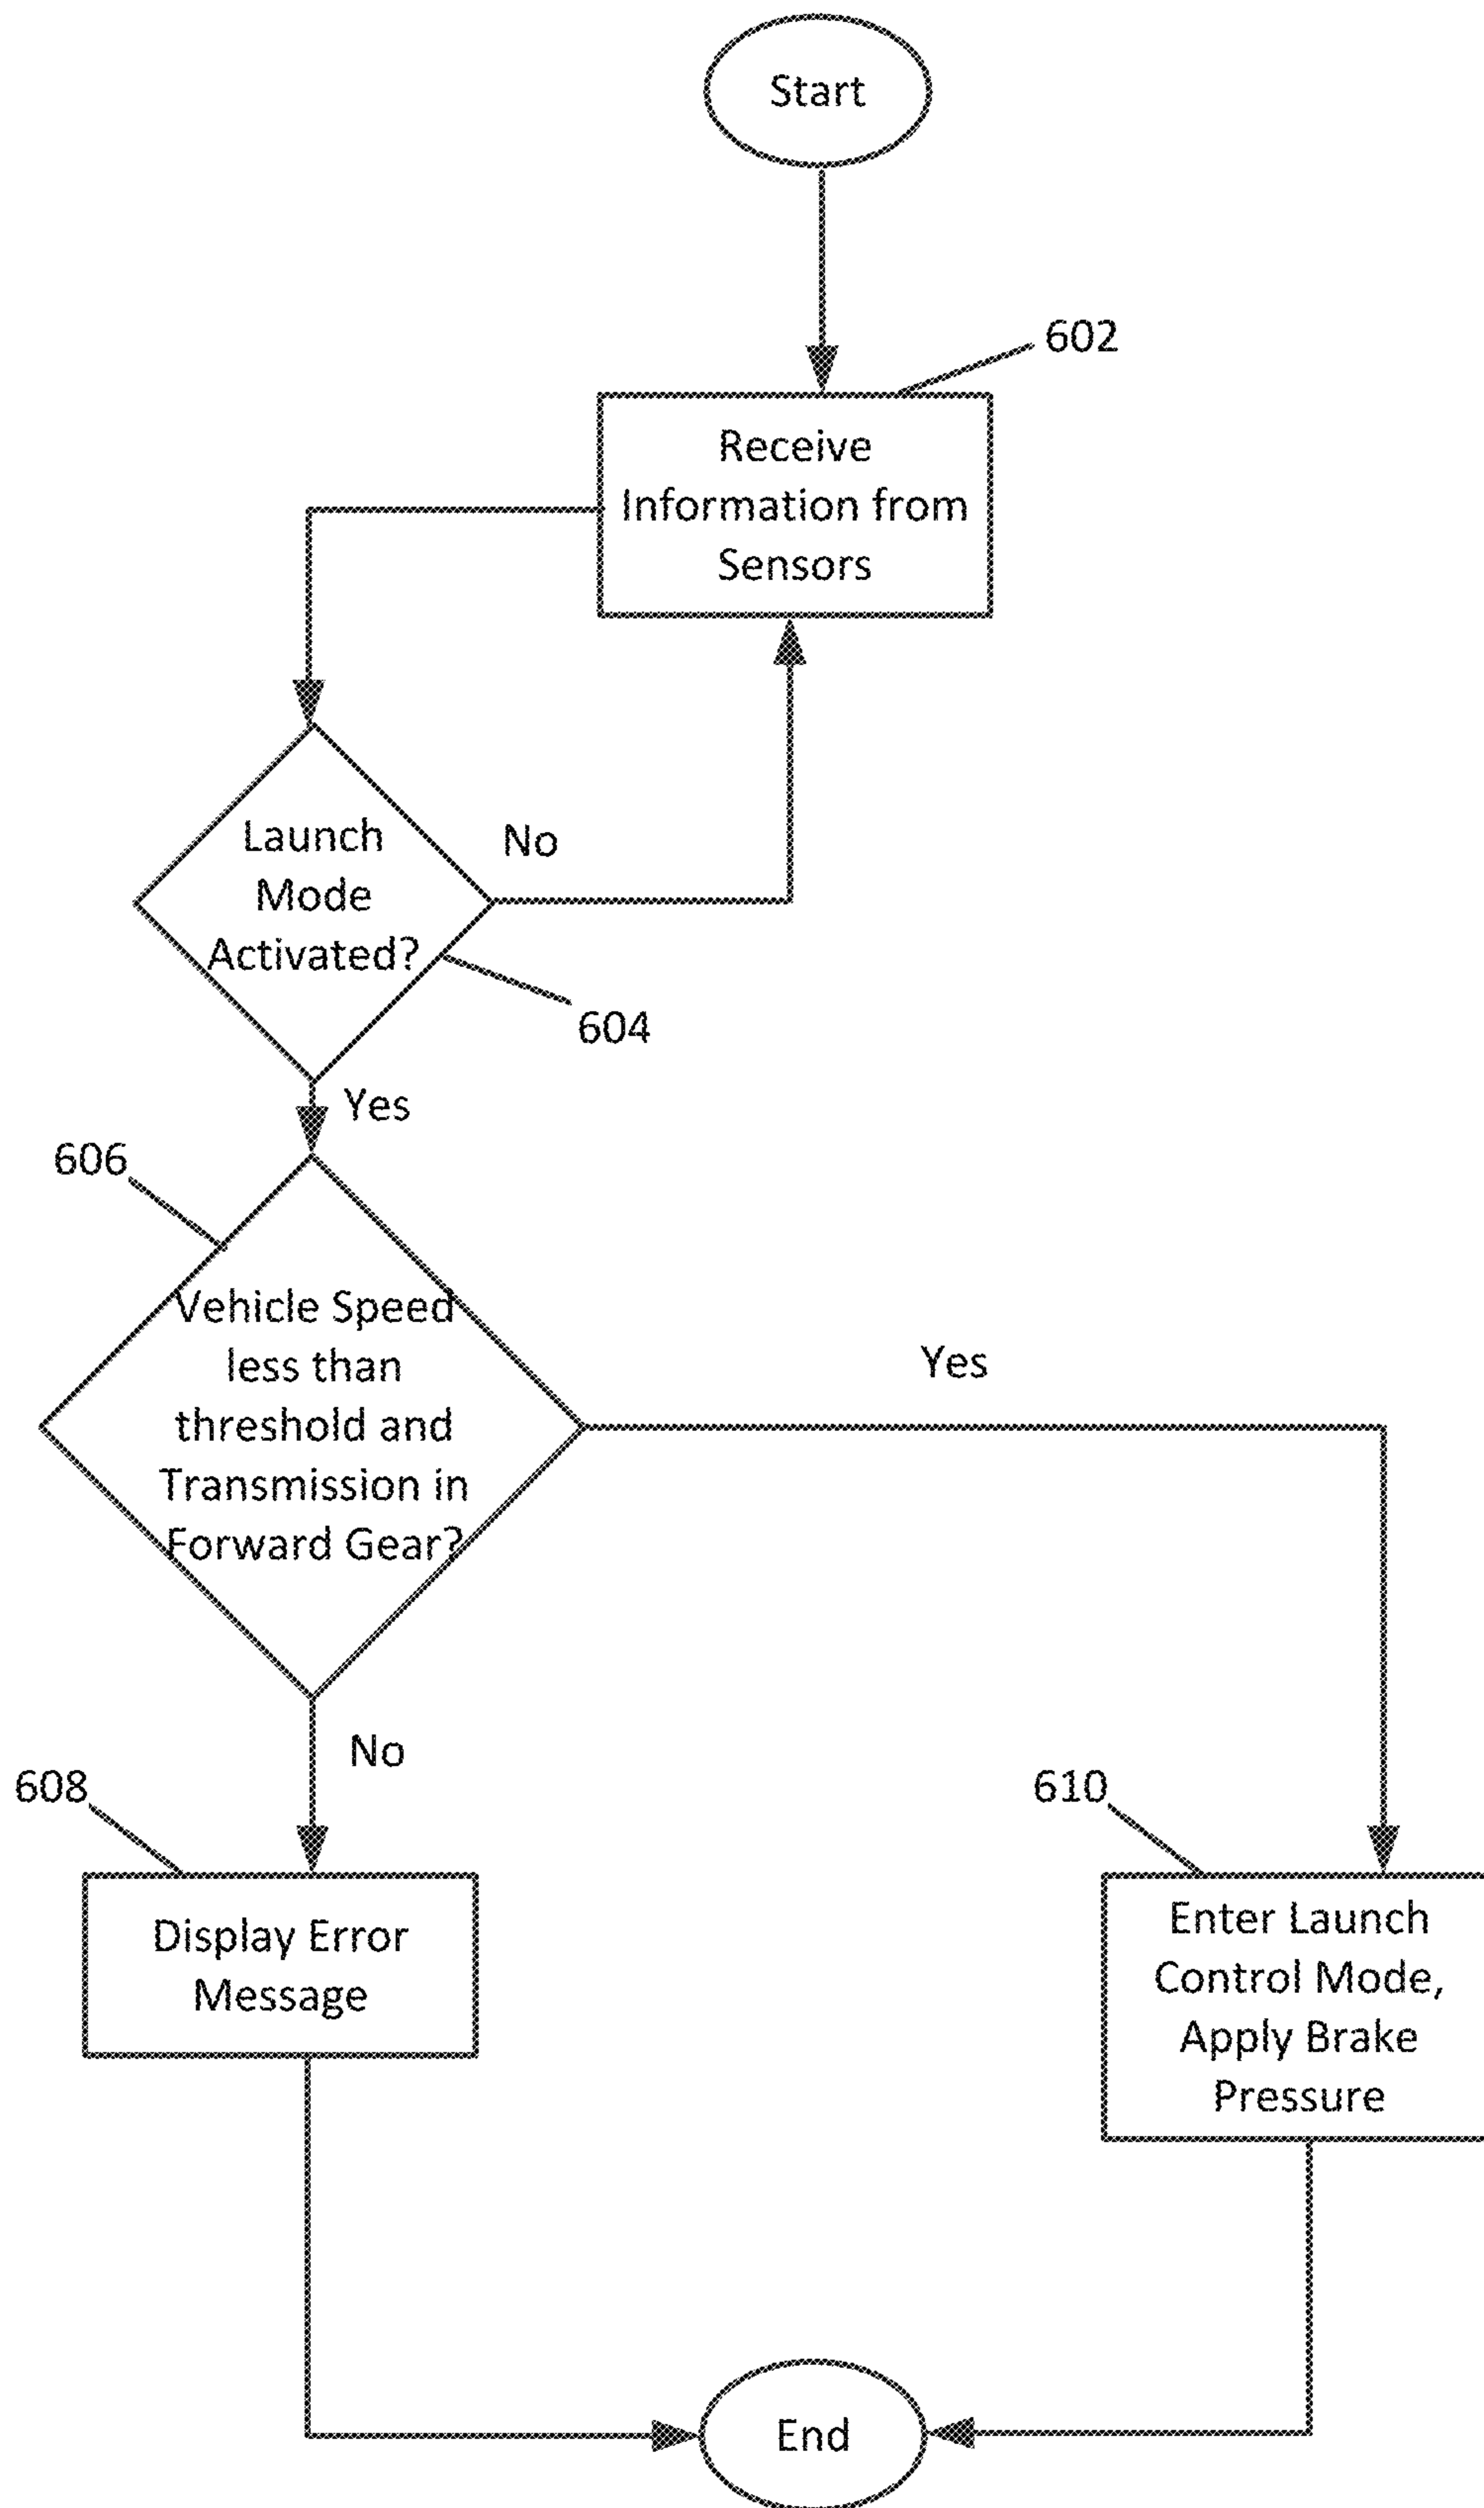 Start
602
Receive
Information from
Sensors
Launch
Mode
Activated?
No
604
Yes
606
Vehicle Speed
less than
threshold and
Transmission in
Forward Gear?
Yes
No
608
Display Error
Message
610
Enter Launch
Control Mode,
Apply Brake
Pressure
End